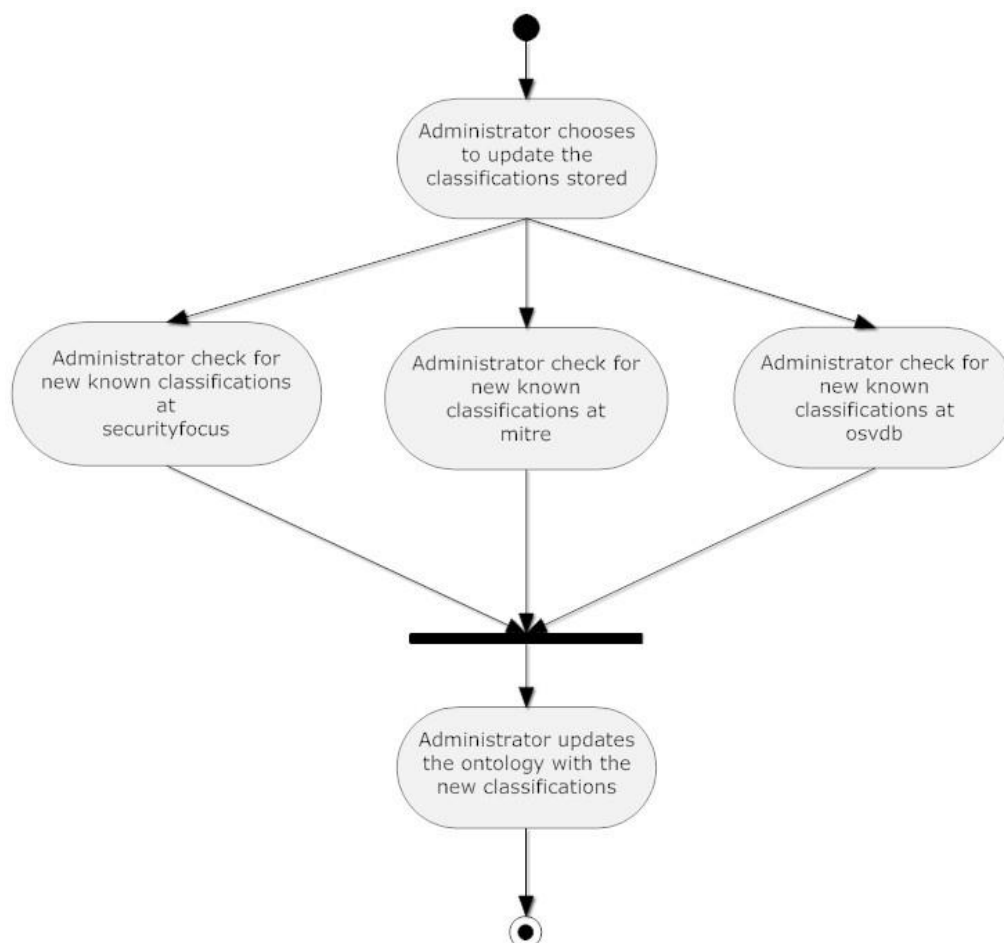 Administrator chooses
to update the
classifications stored
Administrator check for
new known classifications
at
securityfocus
Administrator check for
new known
classifications at
mitre
Administrator check for
new known
classifications at
osvdb
Administrator updates
the ontology with the
new classifications